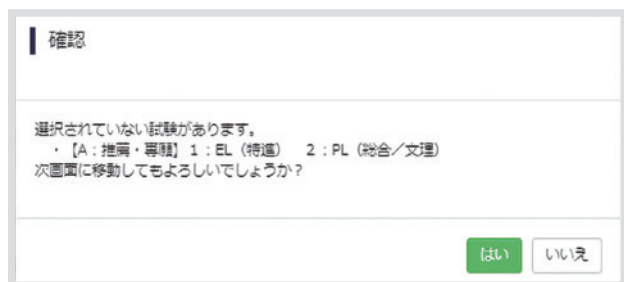 確認
選択されていない試験があります。
・【A：推薦・専願】1：EL（特進）　2：PL（総合／文理）
次画面に移動してもよろしいでしょうか？
はい
いいえ